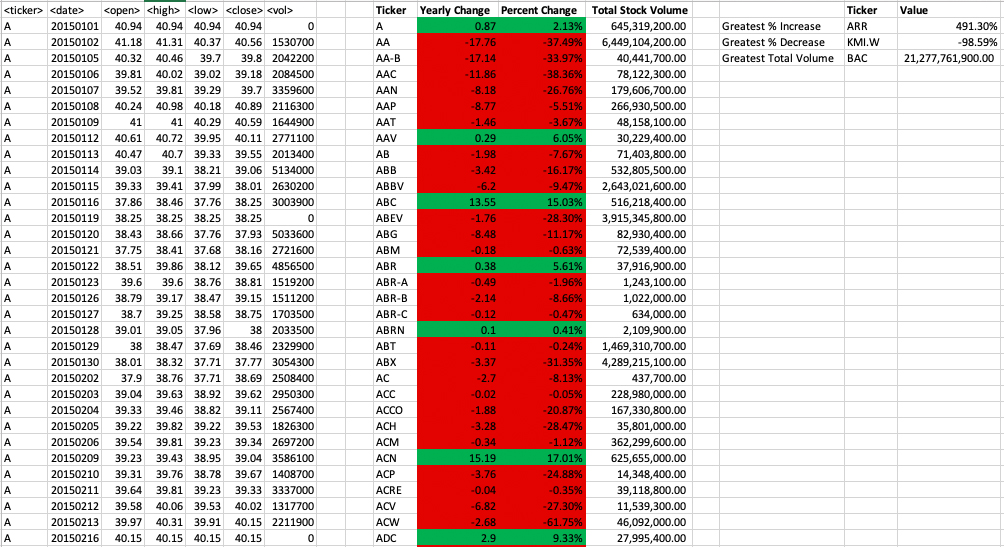 <ticker> <date> <open> <high> <low> <close> <vol> Ticker Yearly Change Percent Change Total Stock Volume Ticker Value
A 20150101 40.94 40.94 40.94 40.94 0 A 0.87 2.13% 645,319,200.00 Greatest % Increase ARR 491.30%
A 20150102 41.18 41.31 40.37 40.56 1530700 AA -17.76 -37.49% 6,449,104,200.00 Greatest % Decrease KMI.W -98.59%
A 20150105 40.32 40.46 39.7 39.8 2042200 AA-B -17.14 -33.97% 40,441,700.00 Greatest Total Volume BAC 21,277,761,900.00
A 20150106 39.81 40.02 39.02 39.18 2084500 AAC -11.86 -38.36% 78,122,300.00
A 20150107 39.52 39.81 39.29 39.7 3359600 AAN -8.18 -26.76% 179,606,700.00
A 20150108 40.24 40.98 40.18 40.89 2116300 AAP -8.77 -5.51% 266,930,500.00
A 20150109 41 41 40.29 40.59 1644900 AAT -1.46 -3.67% 48,158,100.00
A 20150112 40.61 40.72 39.95 40.11 2771100 AAV 0.29 6.05% 30,229,400.00
A 20150113 40.47 40.7 39.33 39.55 2013400 AB -1.98 -7.67% 71,403,800.00
A 20150114 39.03 39.1 38.21 39.06 5134000 ABB -3.42 -16.17% 532,805,500.00
A 20150115 39.33 39.41 37.99 38.01 2630200 ABBV -6.2 -9.47% 2,643,021,600.00
A 20150116 37.86 38.46 37.76 38.25 3003900 ABC 13.55 15.03% 516,218,400.00
A 20150119 38.25 38.25 38.25 38.25 0 ABEV -1.76 -28.30% 3,915,345,800.00
A 20150120 38.43 38.66 37.76 37.93 5033600 ABG -8.48 -11.17% 82,930,400.00
A 20150121 37.75 38.41 37.68 38.16 2721600 ABM -0.18 -0.63% 72,539,400.00
A 20150122 38.51 39.86 38.12 39.65 4856500 ABR 0.38 5.61% 37,916,900.00
A 20150123 39.6 39.6 38.76 38.81 1519200 ABR-A -0.49 -1.96% 1,243,100.00
A 20150126 38.79 39.17 38.47 39.15 1511200 ABR-B -2.14 -8.66% 1,022,000.00
A 20150127 38.7 39.25 38.58 38.75 1703500 ABR-C -0.12 -0.47% 634,000.00
A 20150128 39.01 39.05 37.96 38 2033500 ABRN 0.1 0.41% 2,109,900.00
A 20150129 38 38.47 37.69 38.46 2329900 ABT -0.11 -0.24% 1,469,310,700.00
A 20150130 38.01 38.32 37.71 37.77 3054300 ABX -3.37 -31.35% 4,289,215,100.00
A 20150202 37.9 38.76 37.71 38.69 2508400 AC -2.7 -8.13% 437,700.00
A 20150203 39.04 39.63 38.92 39.62 2950300 ACC -0.02 -0.05% 228,980,000.00
A 20150204 39.33 39.46 38.82 39.11 2567400 ACCO -1.88 -20.87% 167,330,800.00
A 20150205 39.22 39.82 39.22 39.53 1826300 ACH -3.28 -28.47% 35,801,000.00
A 20150206 39.54 39.81 39.23 39.34 2697200 ACM -0.34 -1.12% 362,299,600.00
A 20150209 39.23 39.43 38.95 39.04 3586100 ACN 15.19 17.01% 625,655,000.00
A 20150210 39.31 39.76 38.78 39.67 1408700 ACP -3.76 -24.88% 14,348,400.00
A 20150211 39.64 39.81 39.23 39.33 3337000 ACRE -0.04 -0.35% 39,118,800.00
A 20150212 39.58 40.06 39.53 40.02 1317700 ACV -6.82 -27.30% 11,539,300.00
A 20150213 39.97 40.31 39.91 40.15 2211900 ACW -2.68 -61.75% 46,092,000.00
A 20150216 40.15 40.15 40.15 40.15 0 ADC 2.9 9.33% 27,995,400.00